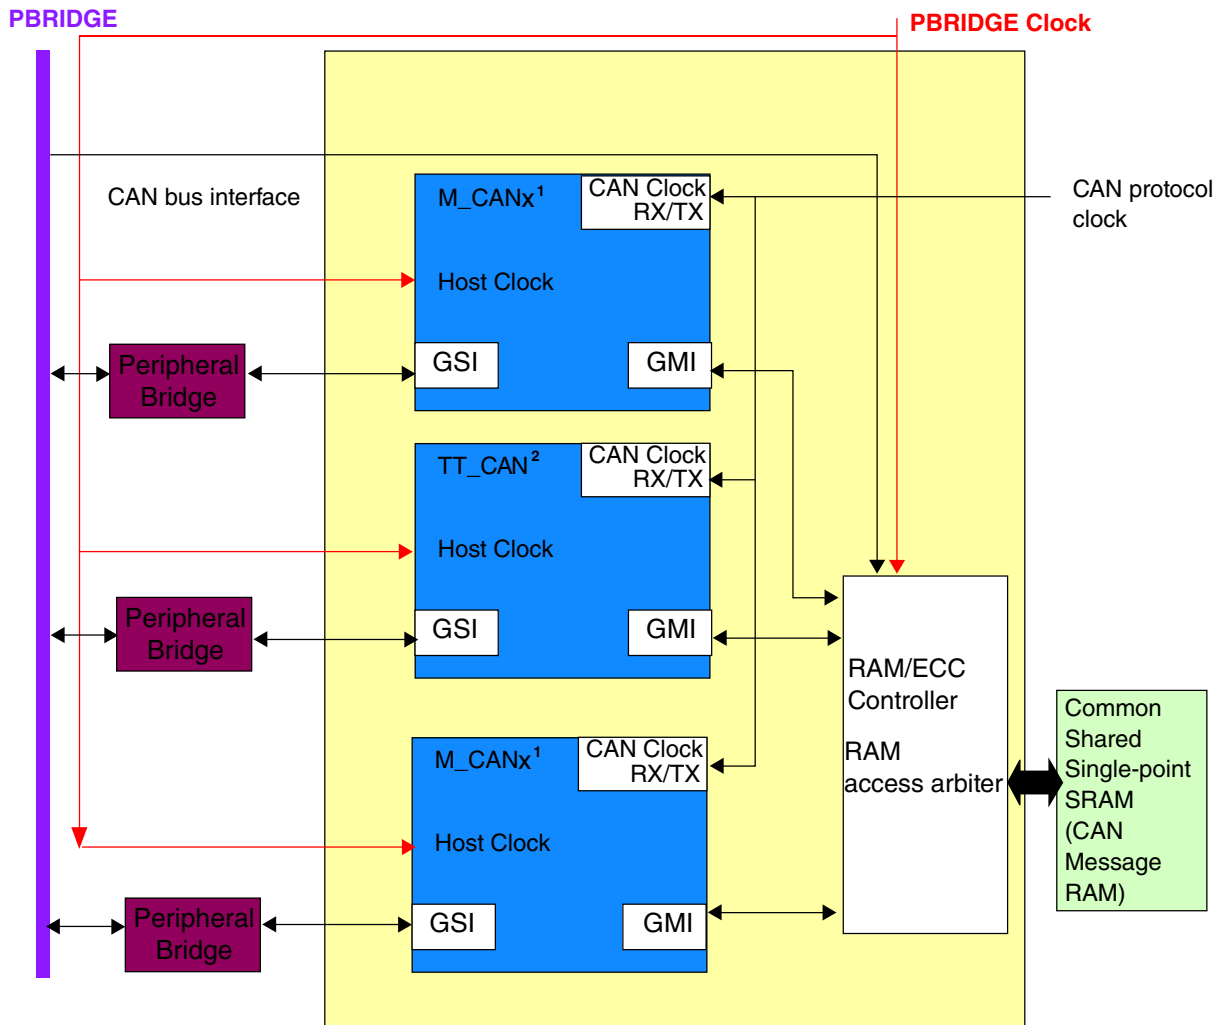 PBRIDGE
PBRIDGE Clock
CAN bus interface
M_CANx¹
CAN Clock
RX/TX
CAN protocol
clock
Host Clock
Peripheral
Bridge
GSI
GMI
TT_CAN²
CAN Clock
RX/TX
Host Clock
Peripheral
Bridge
GSI
GMI
RAM/ECC
Controller
RAM
access arbiter
Common
Shared
Single-point
SRAM
(CAN
Message
RAM)
M_CANx¹
CAN Clock
RX/TX
Host Clock
Peripheral
Bridge
GSI
GMI